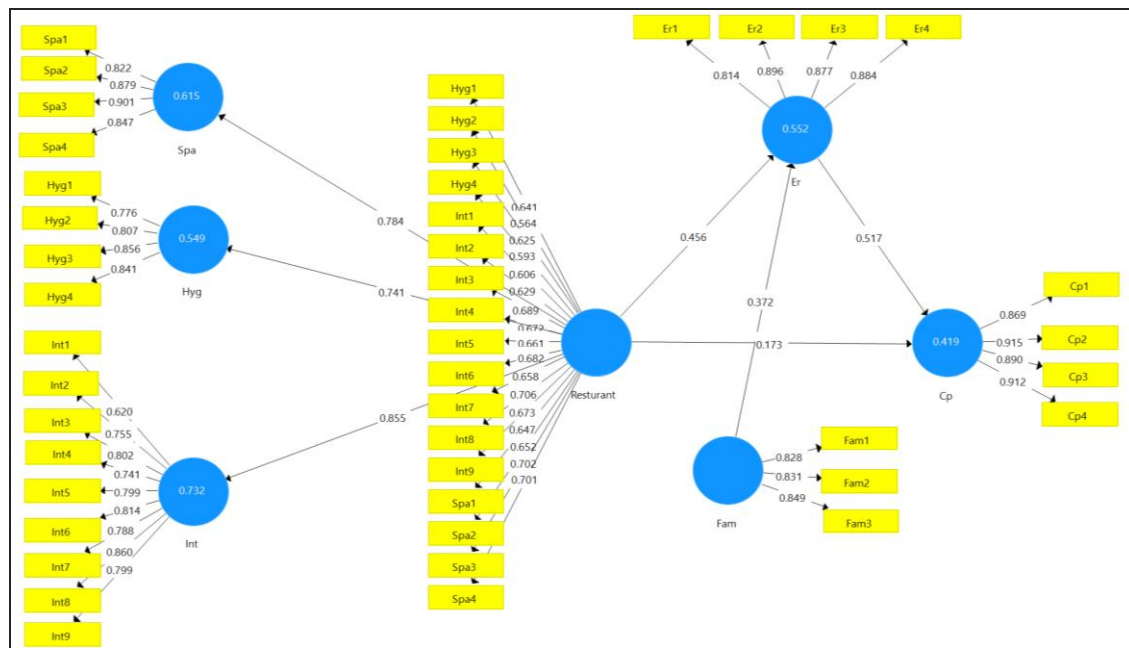 Spa1
Spa2
Spa3
Spa4
0.822
0.879
0.901
0.847
0.615
Spa
Hyg1
Hyg2
Hyg3
Hyg4
0.776
0.807
0.856
0.841
0.549
Hyg
Int1
Int2
Int3
Int4
Int5
Int6
Int7
Int8
Int9
0.620
0.755
0.802
0.741
0.799
0.814
0.788
0.860
0.799
0.732
Int
0.784
0.741
0.855
Hyg1
Hyg2
Hyg3
Hyg4
Int1
Int2
Int3
Int4
Int5
Int6
Int7
Int8
Int9
Spa1
Spa2
Spa3
Spa4
0.641
0.564
0.625
0.593
0.606
0.629
0.689
0.672
0.661
0.682
0.658
0.706
0.673
0.647
0.652
0.702
0.701
Resturant
Er1
Er2
Er3
Er4
0.814
0.896
0.877
0.884
0.552
Er
0.456
0.517
0.372
0.173
Cp1
Cp2
Cp3
Cp4
0.869
0.915
0.890
0.912
0.419
Cp
Fam1
Fam2
Fam3
0.828
0.831
0.849
Fam